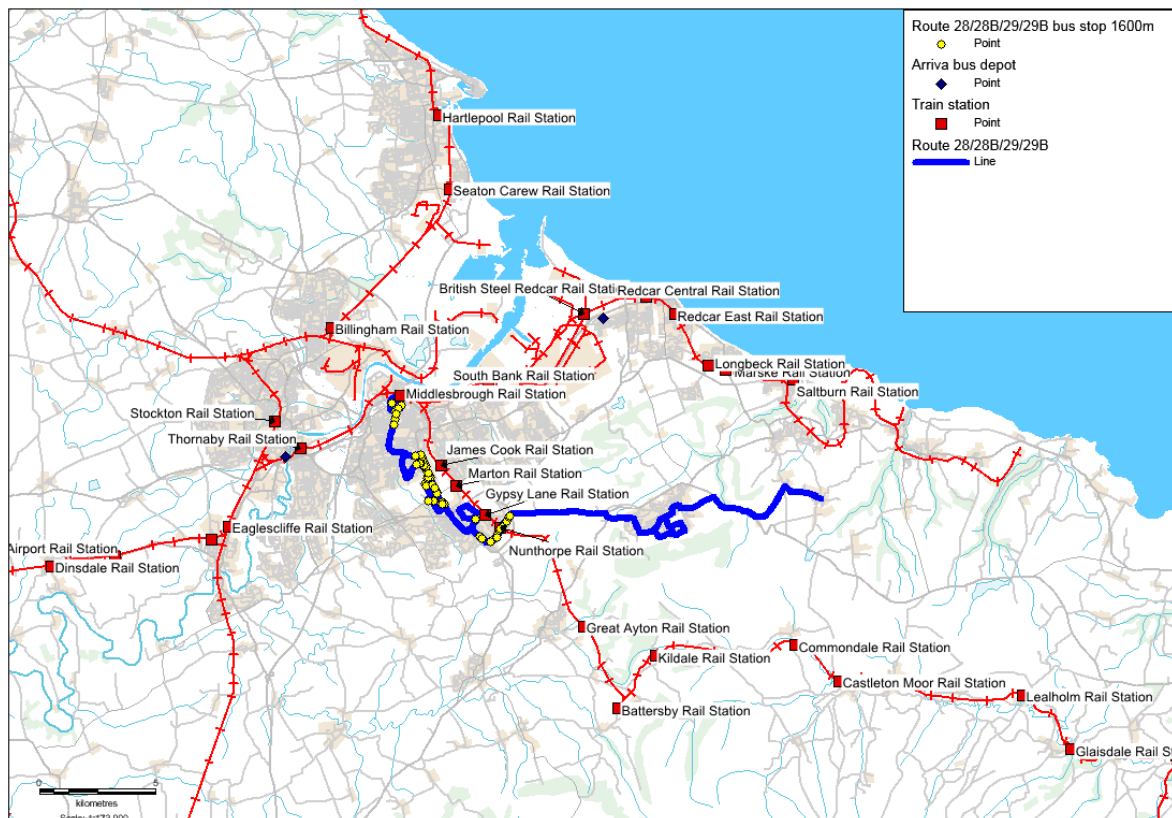 Route 28/28B/29/29B bus stop 1600m
Point
Arriva bus depot
Point
Train station
Point
Route 28/28B/29/29B
Line
Hartlepool Rail Station
Seaton Carew Rail Station
British Steel Redcar Rail Stati
Redcar Central Rail Station
Redcar East Rail Station
Billingham Rail Station
Longbeck Rail Station
Marske Rail Station
South Bank Rail Station
Saltburn Rail Station
Middlesbrough Rail Station
Stockton Rail Station
Thornaby Rail Station
James Cook Rail Station
Marton Rail Station
Gypsy Lane Rail Station
Eaglescliffe Rail Station
Nunthorpe Rail Station
Airport Rail Station
Dinsdale Rail Station
Great Ayton Rail Station
Commondale Rail Station
Kildale Rail Station
Castleton Moor Rail Station
Lealholm Rail Station
Battersby Rail Station
Glaisdale Rail S
kilometres